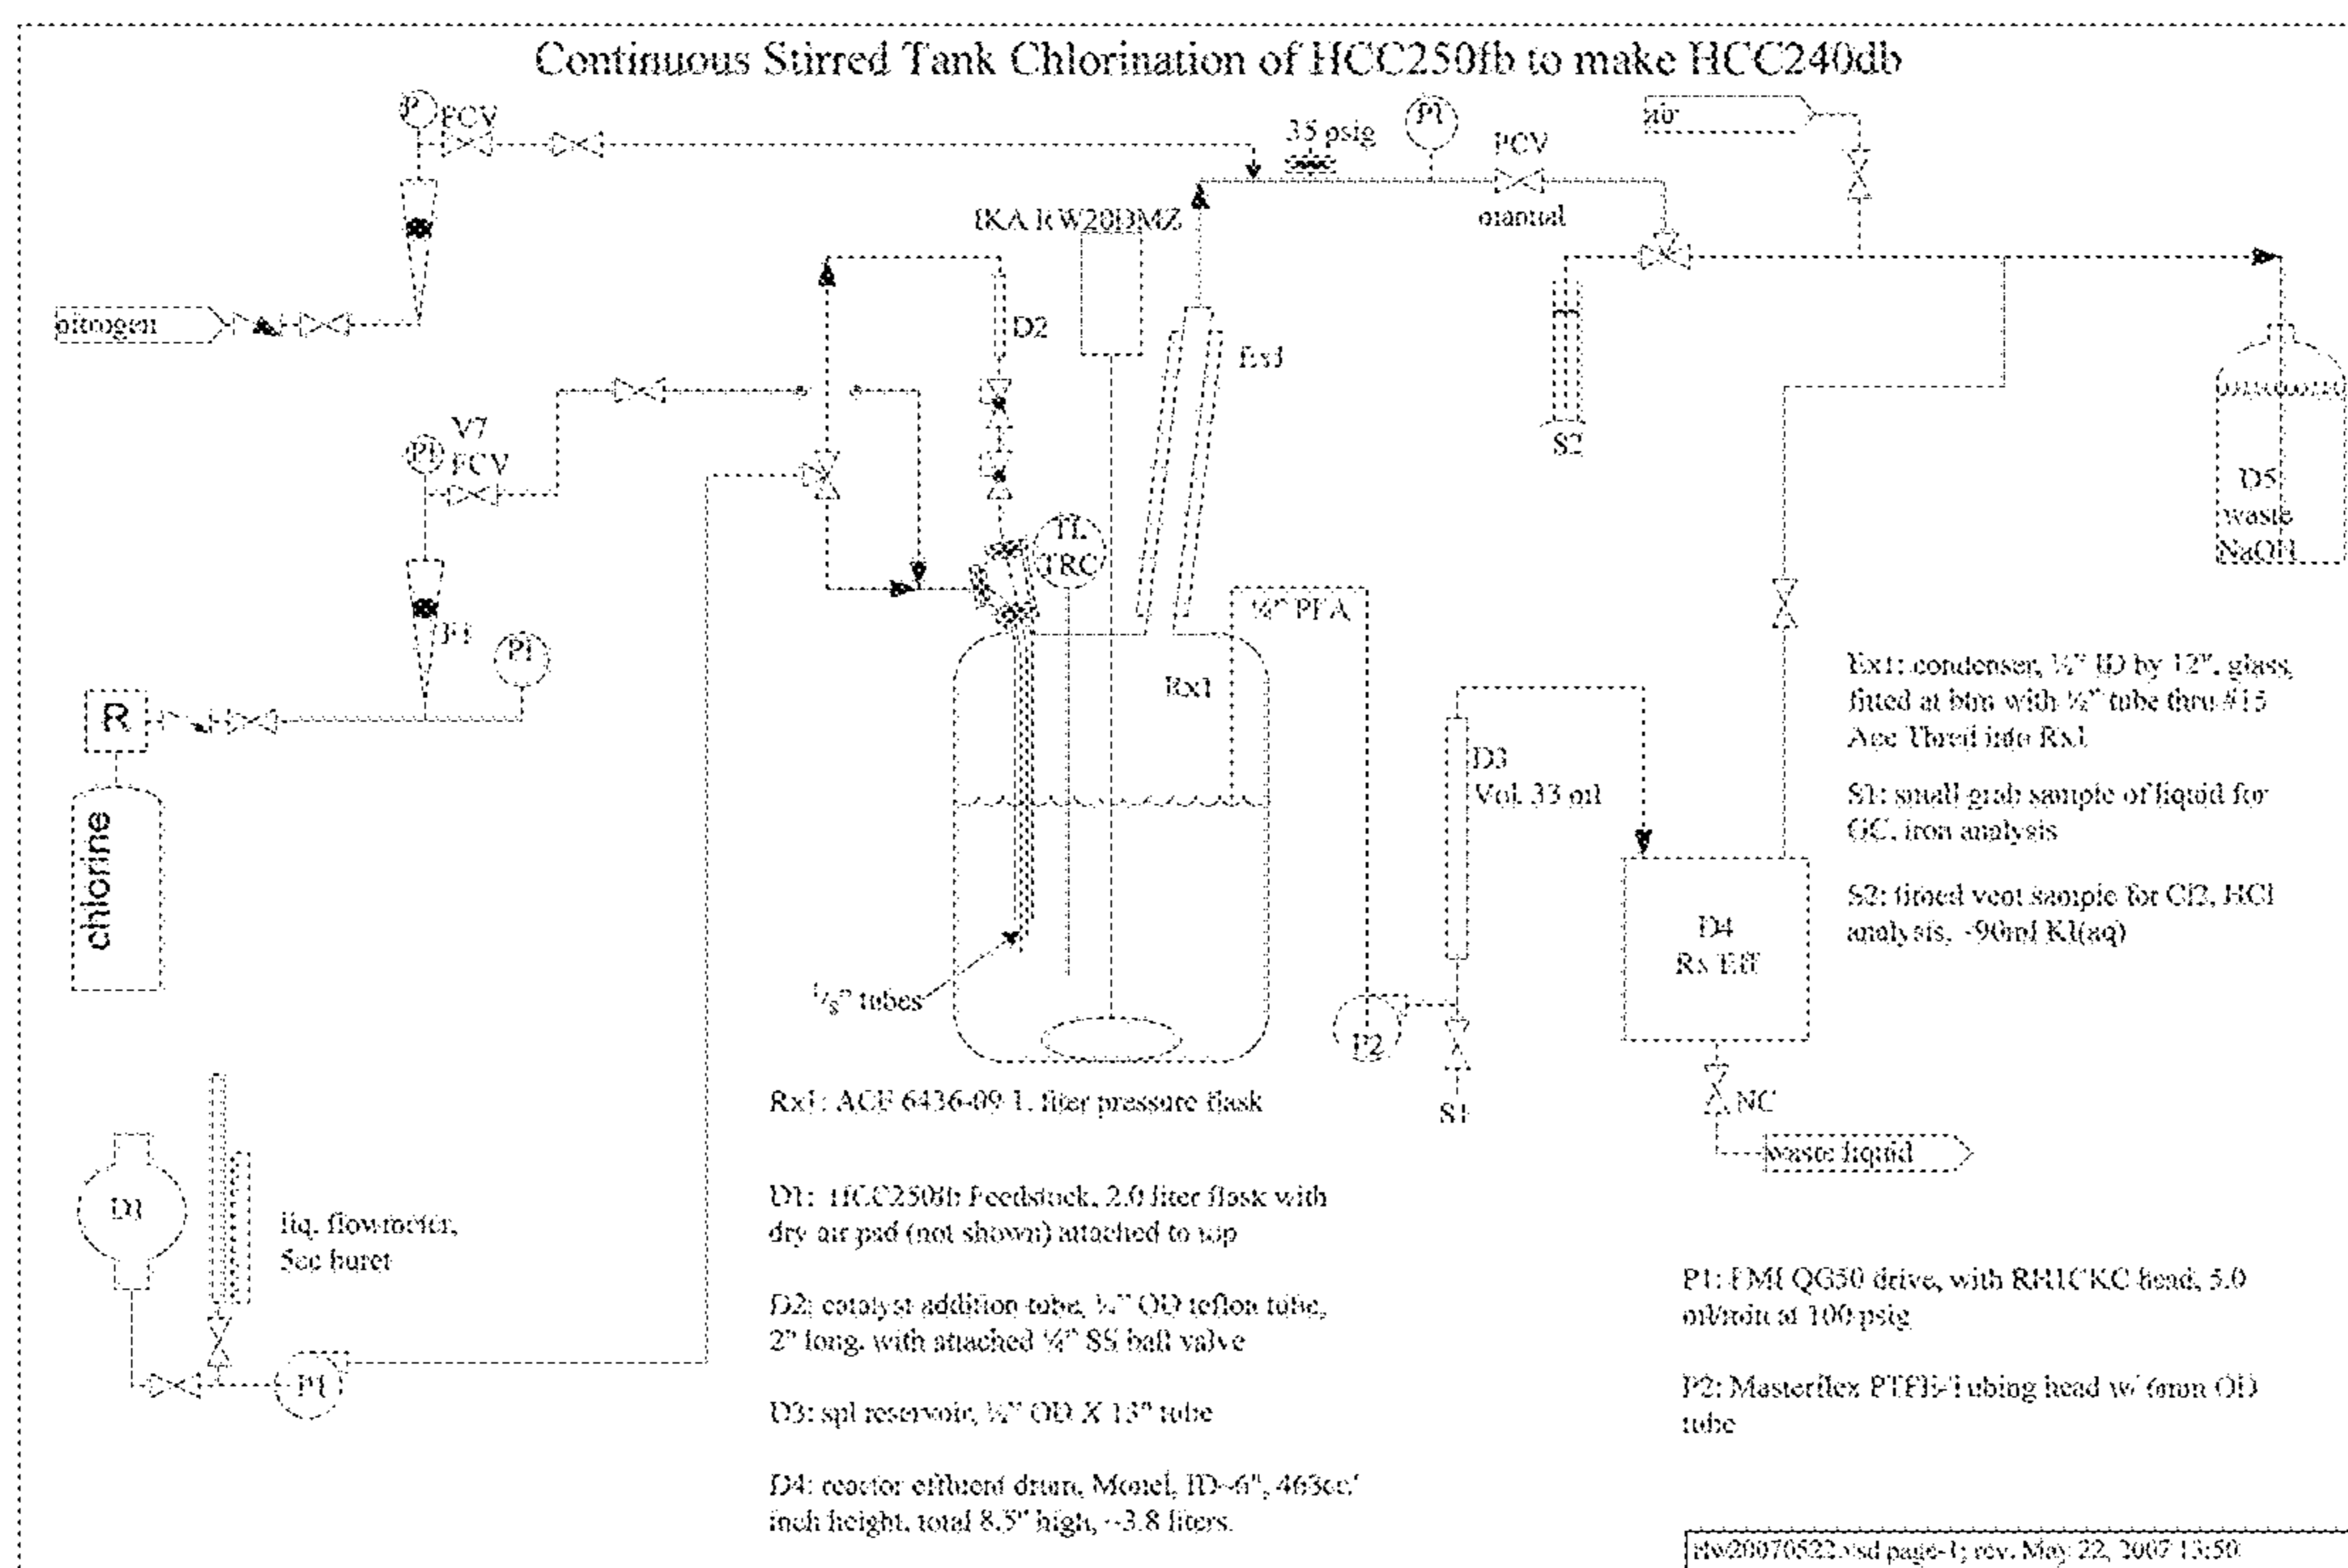 Continuous Stirred Tank Chlorination of HCC250fb to make HCC240db
P
FCV
35 psig
PI
PCV
manual
air
IKA RW20DMZ
nitrogen
D2
Ex1
V7
PI
FCV
S2
TI,
TRC
D5
waste
NaOH
F1
PI
R
chlorine
¼" PFA
Rx1
D3
Vol. 33 ml
Ex1: condenser, ½" ID by 12", glass,
fitted at btm with ½" tube thru #15
Ace Thred into Rx1
S1: small grab sample of liquid for
GC, iron analysis
S2: timed vent sample for Cl2, HCl
analysis, ~90ml KI(aq)
D4
Rx Eff
1/8" tubes
P2
S1
NC
waste liquid
Rx1: ACE 6436-09 1. liter pressure flask
D1
liq. flowmeter,
5cc buret
P1
D1: HCC250fb Feedstock, 2.0 liter flask with
dry air pad (not shown) attached to top
D2: catalyst addition tube, ¼" OD teflon tube,
2" long, with attached ¼" SS ball valve
D3: spl reservoir, ½" OD X 15" tube
D4: reactor effluent drum, Monel, ID~6", 463cc/
inch height, total 8.5" high, ~3.8 liters.
P1: FMI QG50 drive, with RH1CKC head, 5.0
ml/min at 100 psig
P2: Masterflex PTFE-Tubing head w/ 6mm OD
tube
rtw20070522.vsd page-1; rev. May 22, 2007 13:50